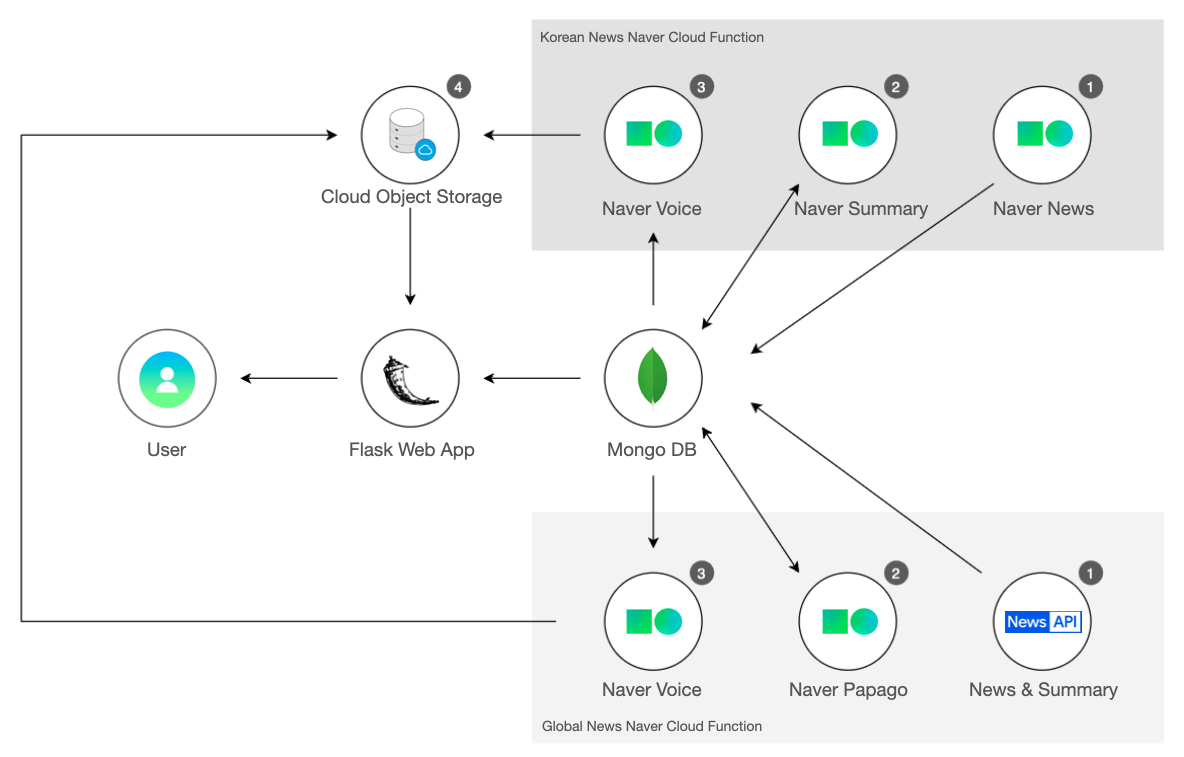 Korean News Naver Cloud Function
4
3
2
1
Cloud Object Storage
Naver Voice
Naver Summary
Naver News
User
Flask Web App
Mongo DB
3
2
1
News API
Naver Voice
Naver Papago
News & Summary
Global News Naver Cloud Function